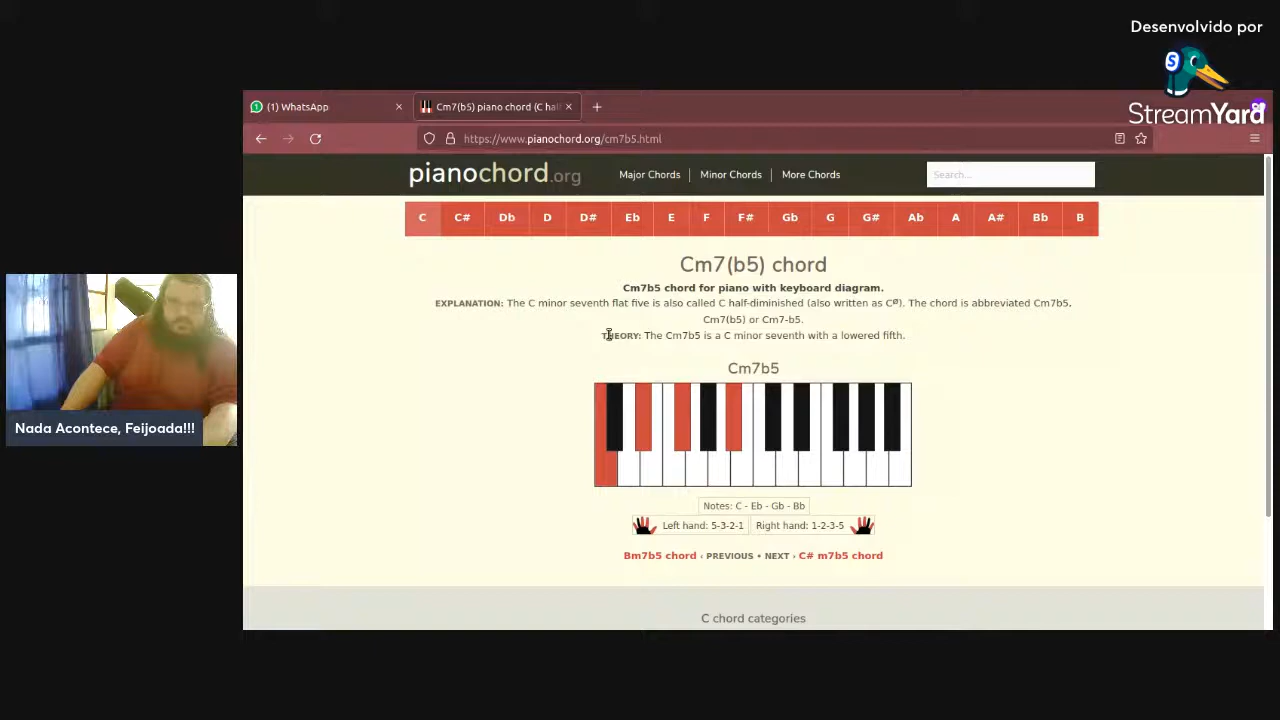 Desenvolvido por
S
StreamYard
(1) WhatsApp
Cm7(b5) piano chord (C hal
https://www.pianochord.org/cm7b5.html
pianochord.org
Major Chords
Minor Chords
More Chords
Search...
C C# Db D D# Eb E F F# Gb G G# Ab A A# Bb B
Cm7(b5) chord
Cm7b5 chord for piano with keyboard diagram.
EXPLANATION: The C minor seventh flat five is also called C half-diminished (also written as Cø). The chord is abbreviated Cm7b5.
Cm7(b5) or Cm7-b5.
THEORY: The Cm7b5 is a C minor seventh with a lowered fifth.
Cm7b5
Notes: C - Eb - Gb - Bb
Left hand: 5-3-2-1
Right hand: 1-2-3-5
Bm7b5 chord ‹ PREVIOUS • NEXT › C# m7b5 chord
C chord categories
Nada Acontece, Feijoada!!!